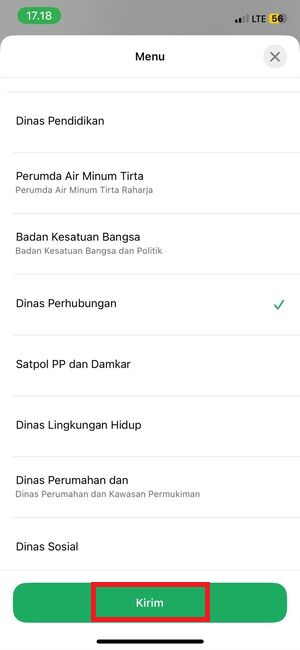 17.18
LTE 56
Menu
Dinas Pendidikan
Perumda Air Minum Tirta
Perumda Air Minum Tirta Raharja
Badan Kesatuan Bangsa
Badan Kesatuan Bangsa dan Politik
Dinas Perhubungan
Satpol PP dan Damkar
Dinas Lingkungan Hidup
Dinas Perumahan dan
Dinas Perumahan dan Kawasan Permukiman
Dinas Sosial
Kirim